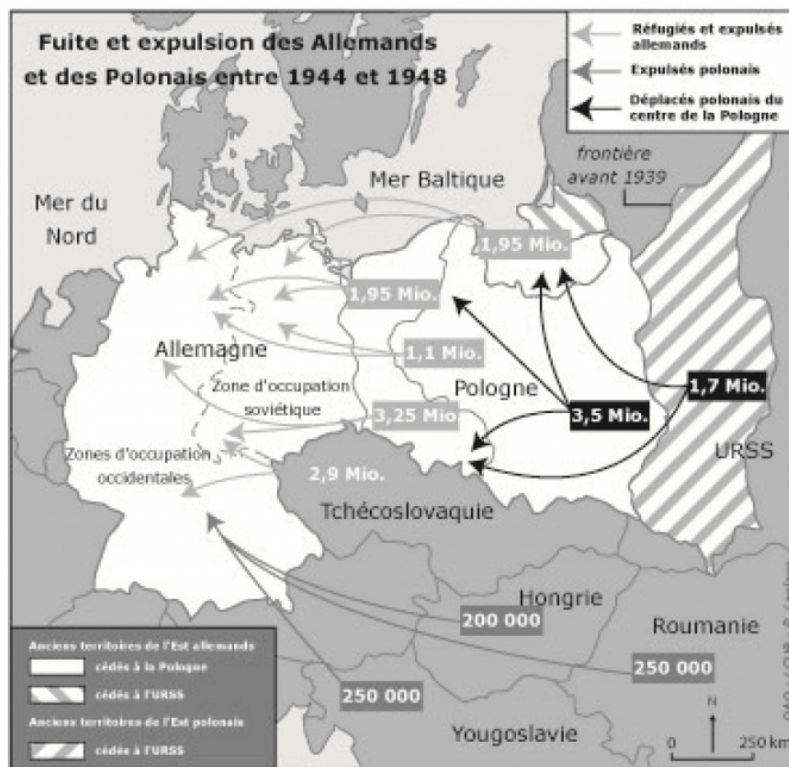 Fuite et expulsion des Allemands
et des Polonais entre 1944 et 1948
Réfugiés et expulsés
allemands
Expulsés polonais
Déplacés polonais du
centre de la Pologne
frontière
avant 1939
Mer Baltique
Mer du
Nord
1,95 Mio.
1,95 Mio.
Allemagne
1,1 Mio.
Zone d'occupation
soviétique
Pologne
1,7 Mio.
3,25 Mio
3,5 Mio.
URSS
Zones d'occupation
occidentales
2,9 Mio.
Tchécoslovaquie
Hongrie
200 000
Roumanie
250 000
250 000
Yougoslavie
Anciens territoires de l'Est allemands
cédés à la Pologne
cédés à l'URSS
Anciens territoires de l'Est polonais
cédés à l'URSS
N
0 250 km